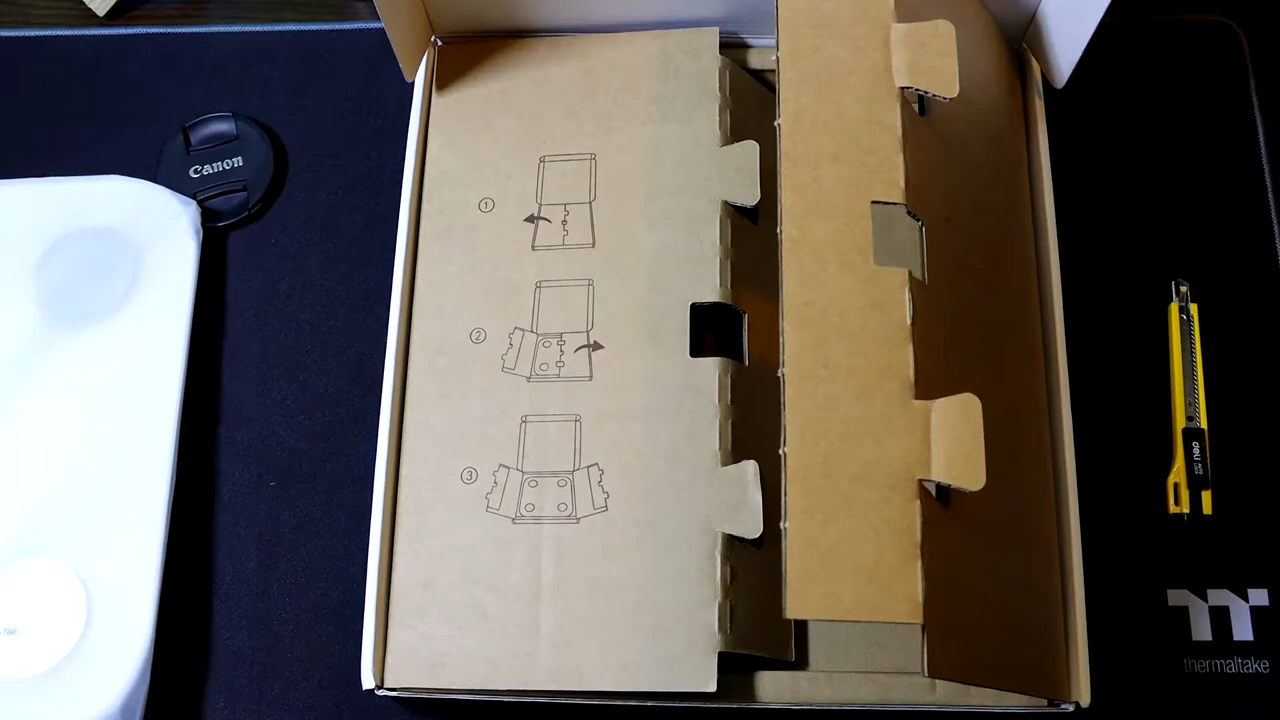 Canon
①
②
③
deli
thermaltake